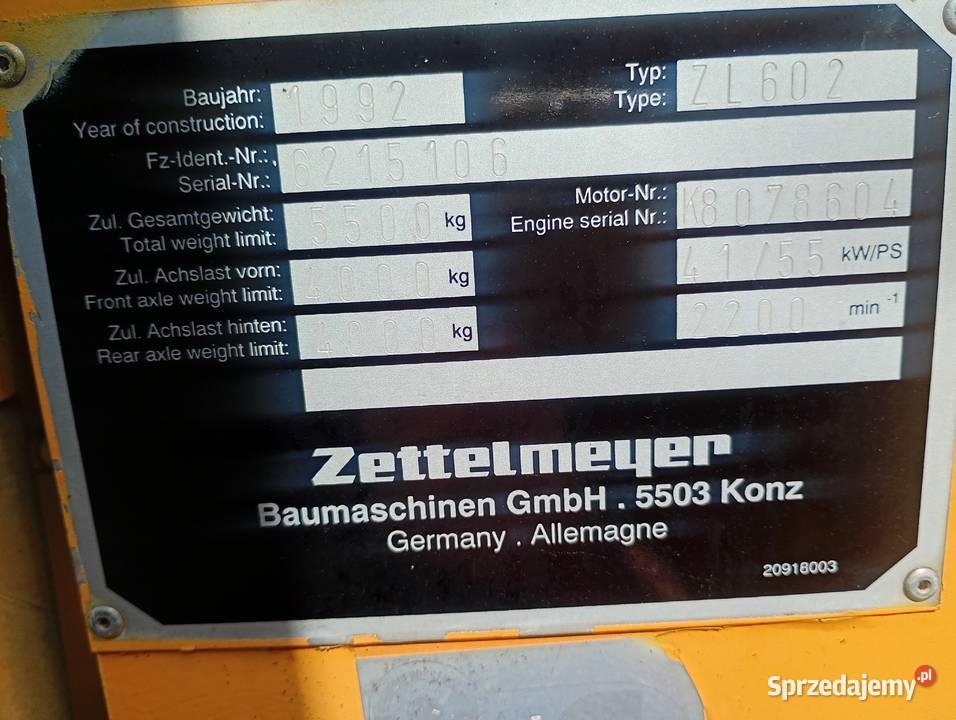 Baujahr: 1992 Typ: ZL602
Year of construction: Type:
Fz-Ident.-Nr.: 6215106
Serial-Nr.:
Zul. Gesamtgewicht: 5500 kg Motor-Nr.: K8078604
Total weight limit: Engine serial Nr.:
Zul. Achslast vorn: 4000 kg 41/55 kW/PS
Front axle weight limit:
Zul. Achslast hinten: 4000 kg 2200 min -1
Rear axle weight limit:
Zettelmeyer
Baumaschinen GmbH . 5503 Konz
Germany . Allemagne
20918003
Sprzedajemy.pl